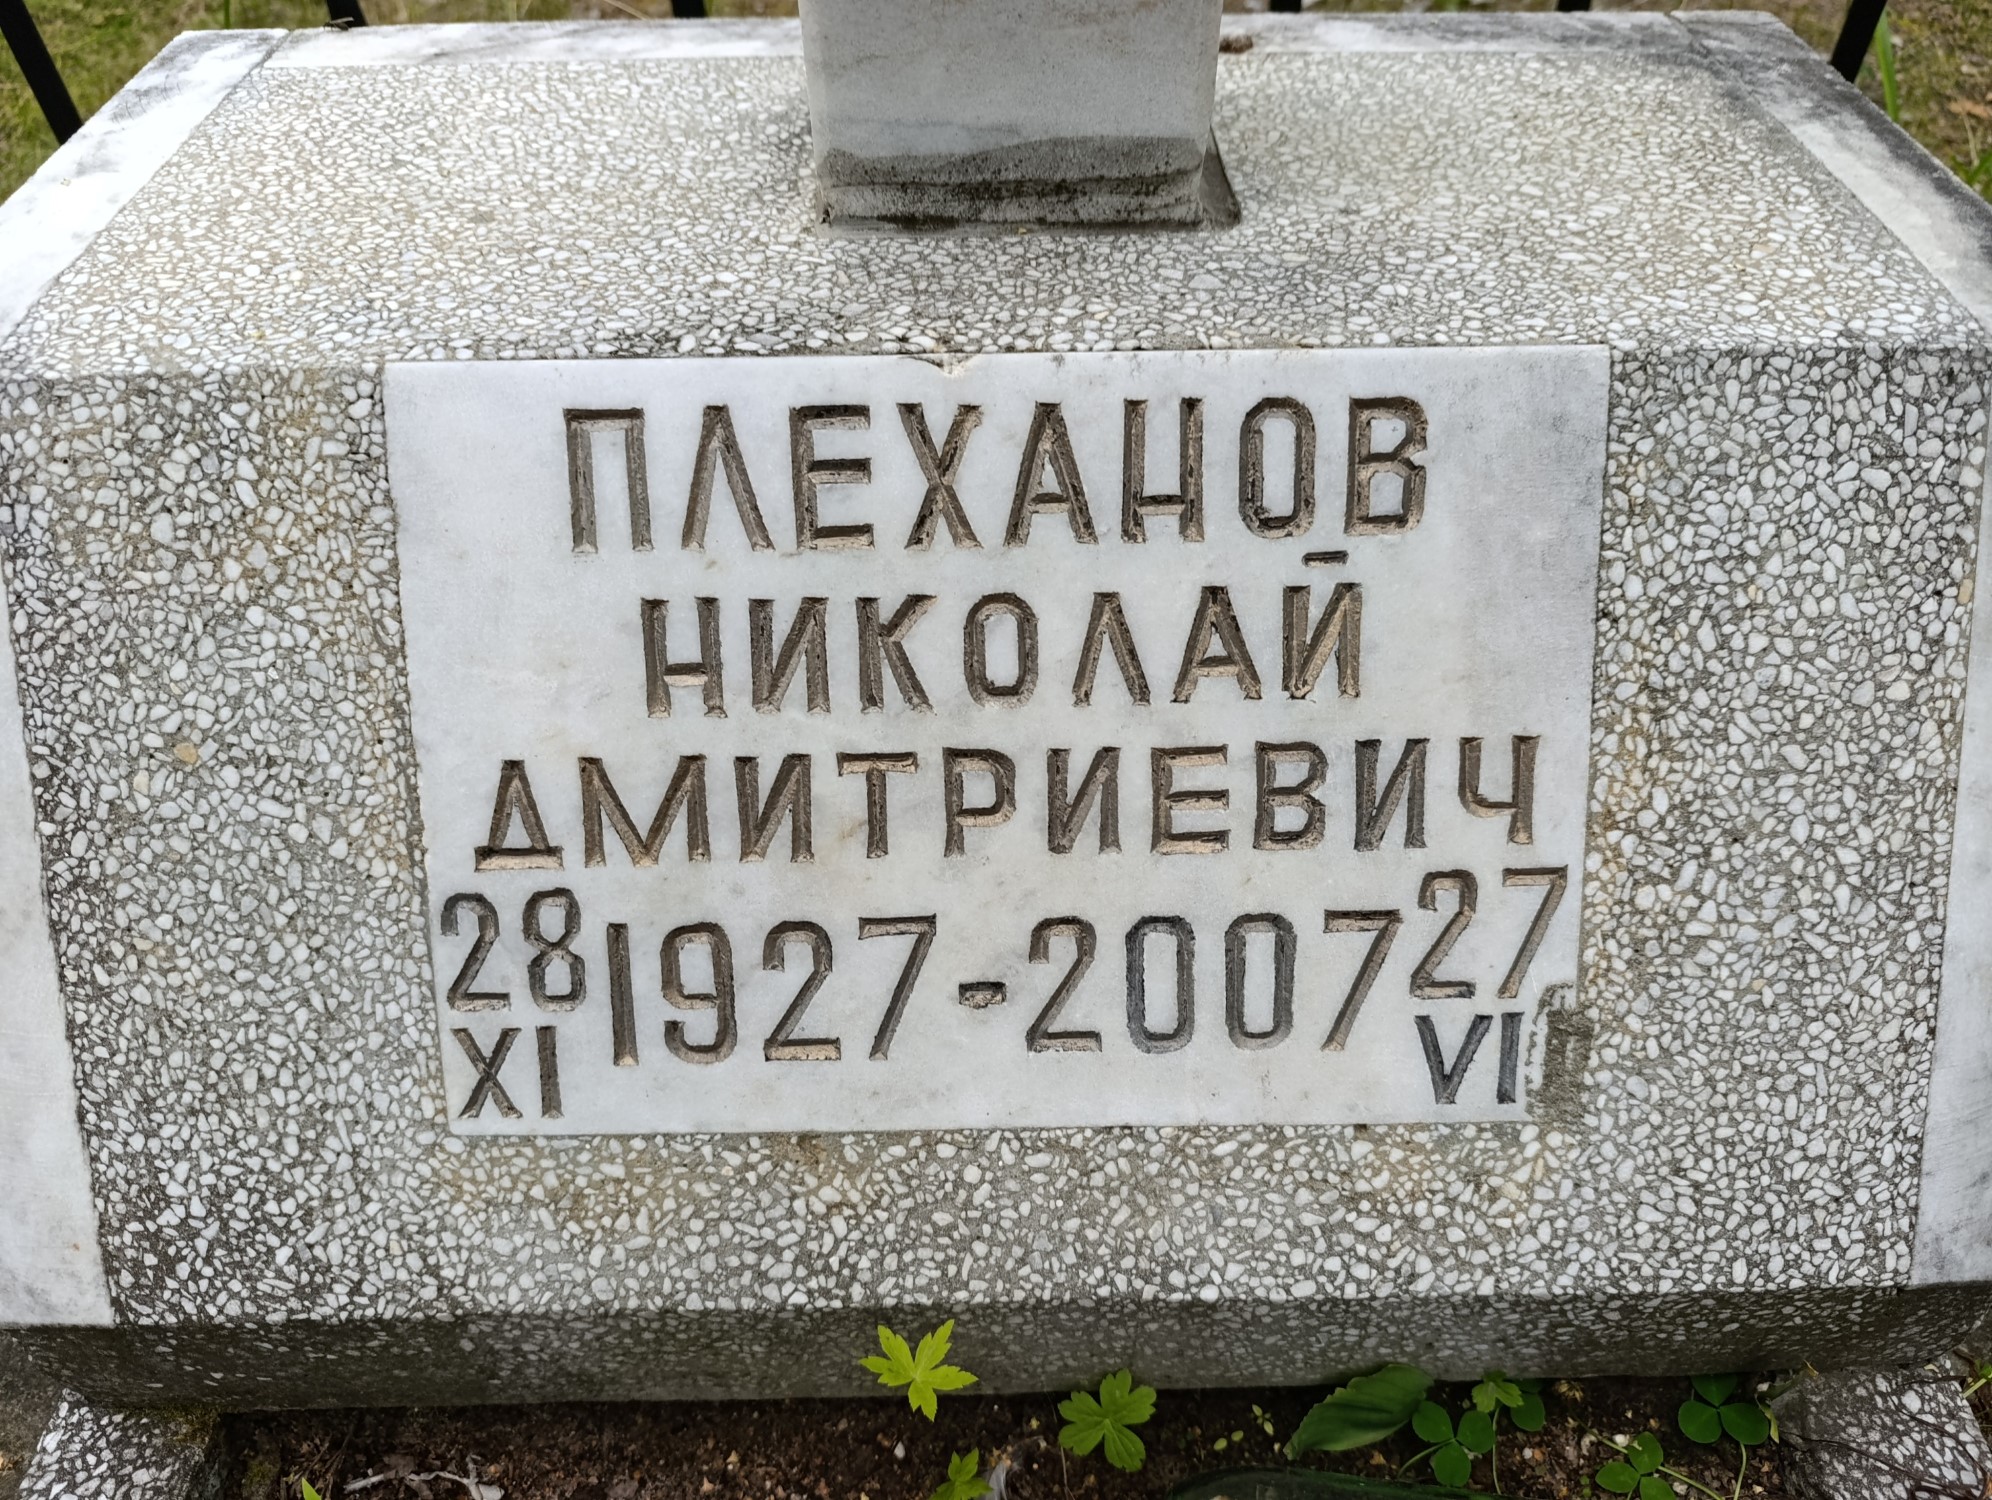 ПЛЕХАНОВ
НИКОЛАЙ
ДМИТРИЕВИЧ
28 XI 1927-2007 27 VI